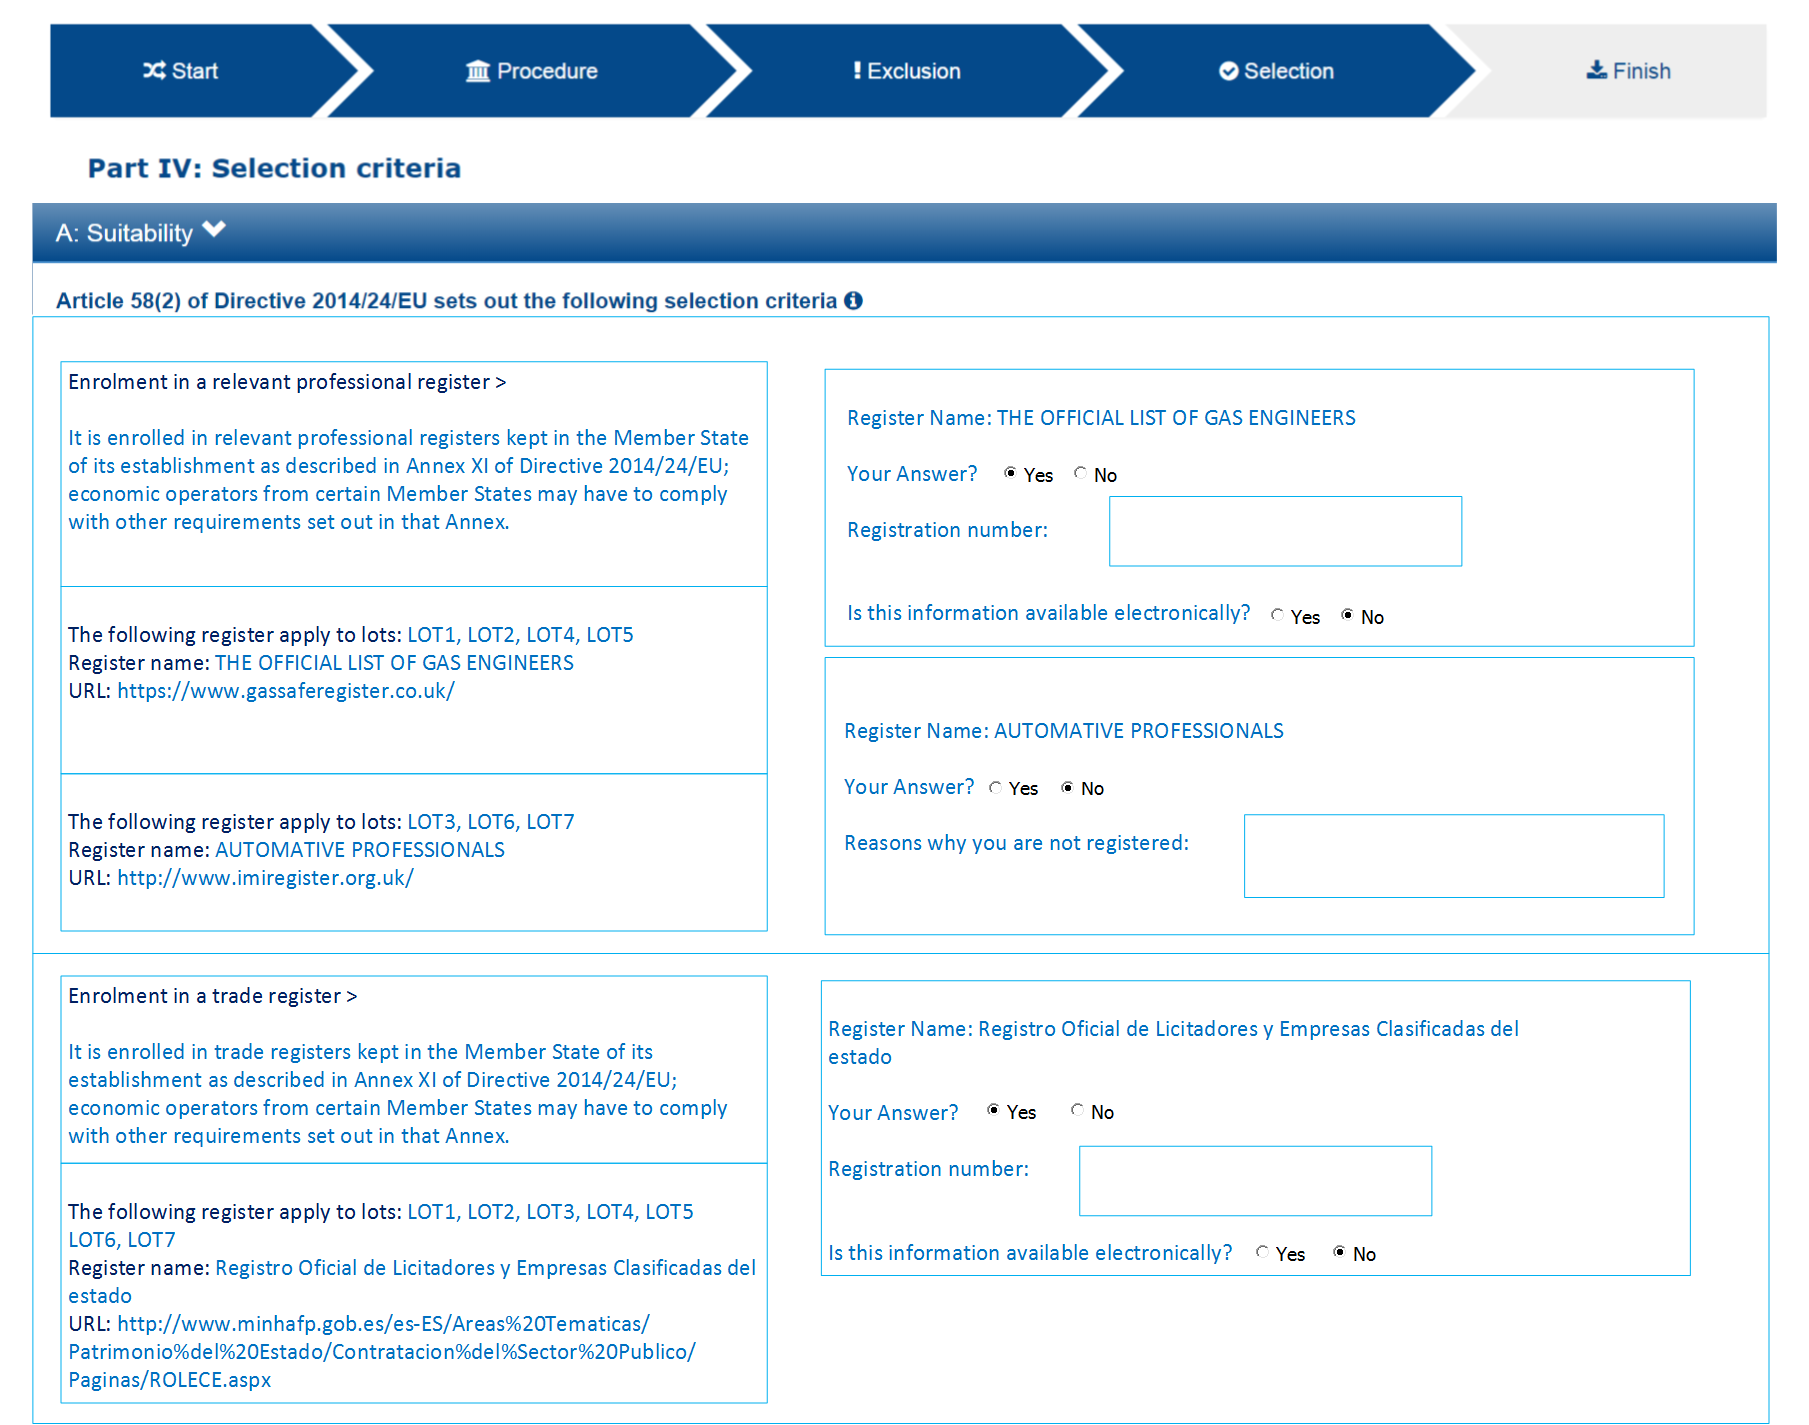 Start
Procedure
Exclusion
Selection
Finish
Part IV: Selection criteria
A: Suitability
Article 58(2) of Directive 2014/24/EU sets out the following selection criteria
Enrolment in a relevant professional register >
It is enrolled in relevant professional registers kept in the Member State
of its establishment as described in Annex XI of Directive 2014/24/EU;
economic operators from certain Member States may have to comply
with other requirements set out in that Annex.
The following register apply to lots: LOT1, LOT2, LOT4, LOT5
Register name: THE OFFICIAL LIST OF GAS ENGINEERS
URL: https://www.gassaferegister.co.uk/
The following register apply to lots: LOT3, LOT6, LOT7
Register name: AUTOMATIVE PROFESSIONALS
URL: http://www.imiregister.org.uk/
Register Name: THE OFFICIAL LIST OF GAS ENGINEERS
Your Answer? Yes No
Registration number:
Is this information available electronically? Yes No
Register Name: AUTOMATIVE PROFESSIONALS
Your Answer? Yes No
Reasons why you are not registered:
Enrolment in a trade register >
It is enrolled in trade registers kept in the Member State of its
establishment as described in Annex XI of Directive 2014/24/EU;
economic operators from certain Member States may have to comply
with other requirements set out in that Annex.
The following register apply to lots: LOT1, LOT2, LOT3, LOT4, LOT5
LOT6, LOT7
Register name: Registro Oficial de Licitadores y Empresas Clasificadas del
estado
URL: http://www.minhafp.gob.es/es-ES/Areas%20Tematicas/
Patrimonio%del%20Estado/Contratacion%del%Sector%20Publico/
Paginas/ROLECE.aspx
Register Name: Registro Oficial de Licitadores y Empresas Clasificadas del
estado
Your Answer? Yes No
Registration number:
Is this information available electronically? Yes No